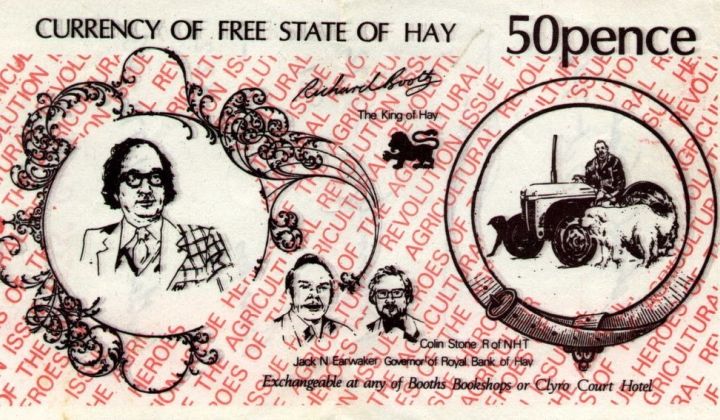 CURRENCY OF FREE STATE OF HAY
50pence
Richard Booth
The King of Hay
HEROES OF THE AGRICULTURAL REVOLUTION ISSUE
Colin Stone R of NHT
Jack N Earwaker Governor of Royal Bank of Hay
Exchangeable at any of Booths Bookshops or Clyro Court Hotel